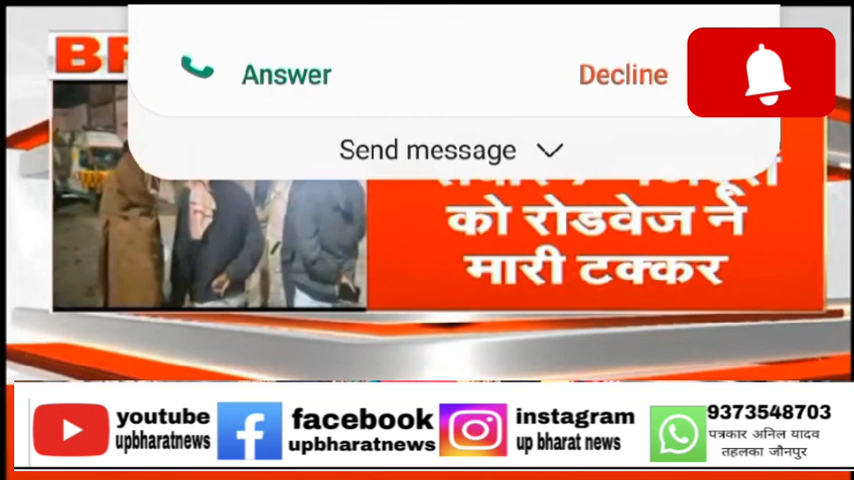 BR
Answer
Decline
Send message
को रोडवेज ने
मारी टक्कर
youtube
upbharatnews
facebook
upbharatnews
instagram
up bharat news
9373548703
पत्रकार अनिल यादव
तहलका जौनपुर